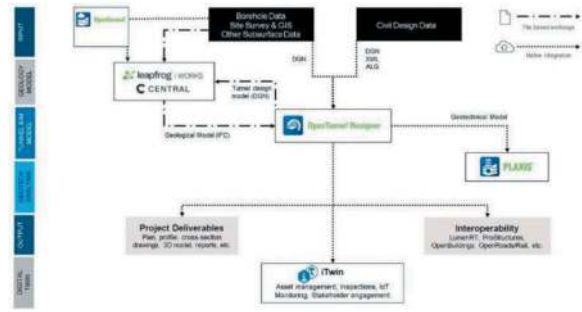 INPUT
GEOLOGY
MODEL
TUNNEL BIM
MODEL
GEOTECH
ANALYSIS
OUTPUT
DIGITAL
TWIN
OpenGround
Borehole Data
Site Survey & GIS
Other Subsurface Data
Civil Design Data
File based exchange
Native integration
DGN
DGN
XML
ALG
leapfrog WORKS
CENTRAL
Tunnel design
model (DGN)
Geological Model (IFC)
OpenTunnel Designer
Geotechnical Model
PLAXIS
Project Deliverables
Plan, profile, cross-section
drawings, 3D model, reports, etc.
Interoperability
LumenRT, ProStructures,
OpenBuildings, OpenRoads/Rail, etc.
iTwin
Asset management, Inspections, IoT
Monitoring, Stakeholder engagement